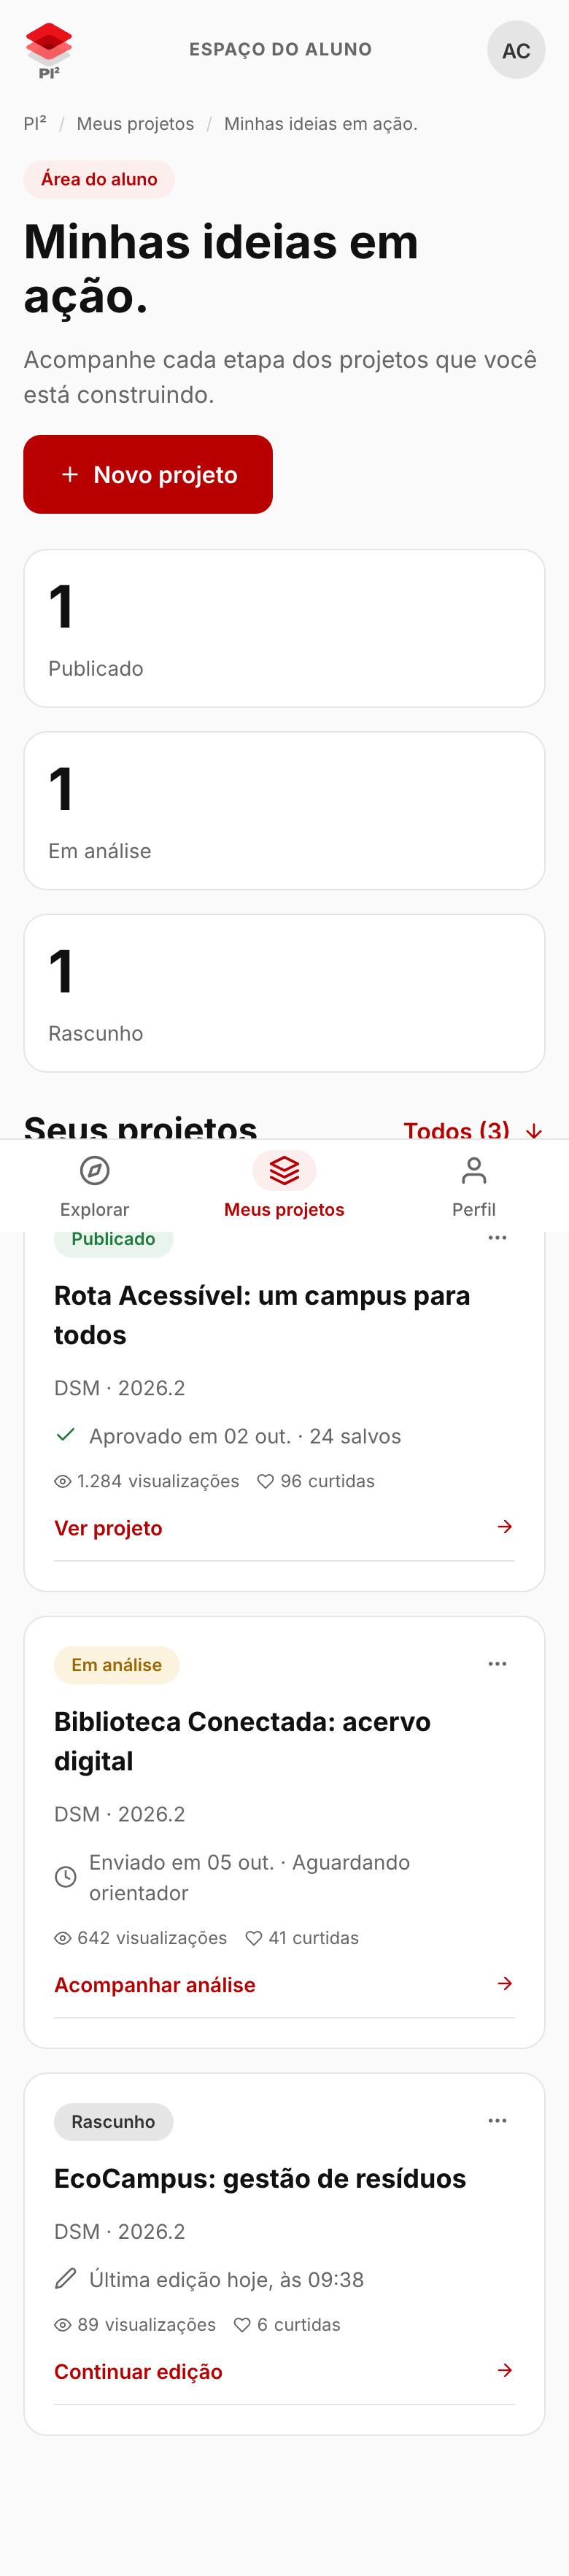 PI²
ESPAÇO DO ALUNO
AC
PI² / Meus projetos / Minhas ideias em ação.
Área do aluno
Minhas ideias em
ação.
Acompanhe cada etapa dos projetos que você
está construindo.
+ Novo projeto
1
Publicado
1
Em análise
1
Rascunho
Seus projetos
Todos (3) ↓
Explorar
Meus projetos
Perfil
Publicado
Rota Acessível: um campus para
todos
DSM · 2026.2
Aprovado em 02 out. · 24 salvos
1.284 visualizações 96 curtidas
Ver projeto →
Em análise
Biblioteca Conectada: acervo
digital
DSM · 2026.2
Enviado em 05 out. · Aguardando
orientador
642 visualizações 41 curtidas
Acompanhar análise →
Rascunho
EcoCampus: gestão de resíduos
DSM · 2026.2
Última edição hoje, às 09:38
89 visualizações 6 curtidas
Continuar edição →